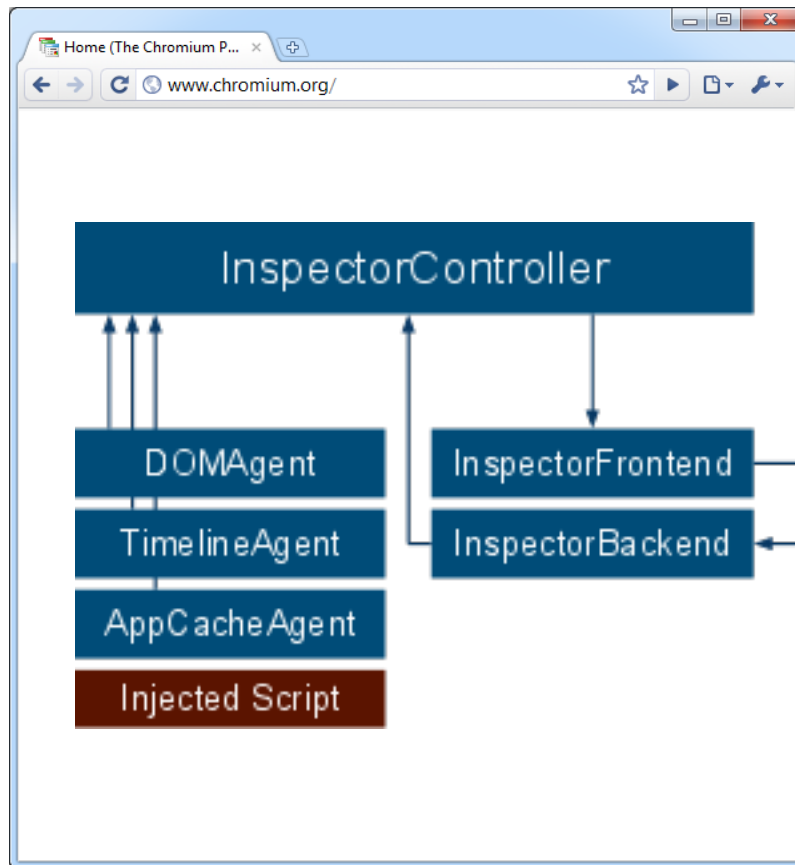 Home (The Chromium P...
www.chromium.org/
InspectorController
DOMAgent
InspectorFrontend
TimelineAgent
InspectorBackend
AppCacheAgent
Injected Script